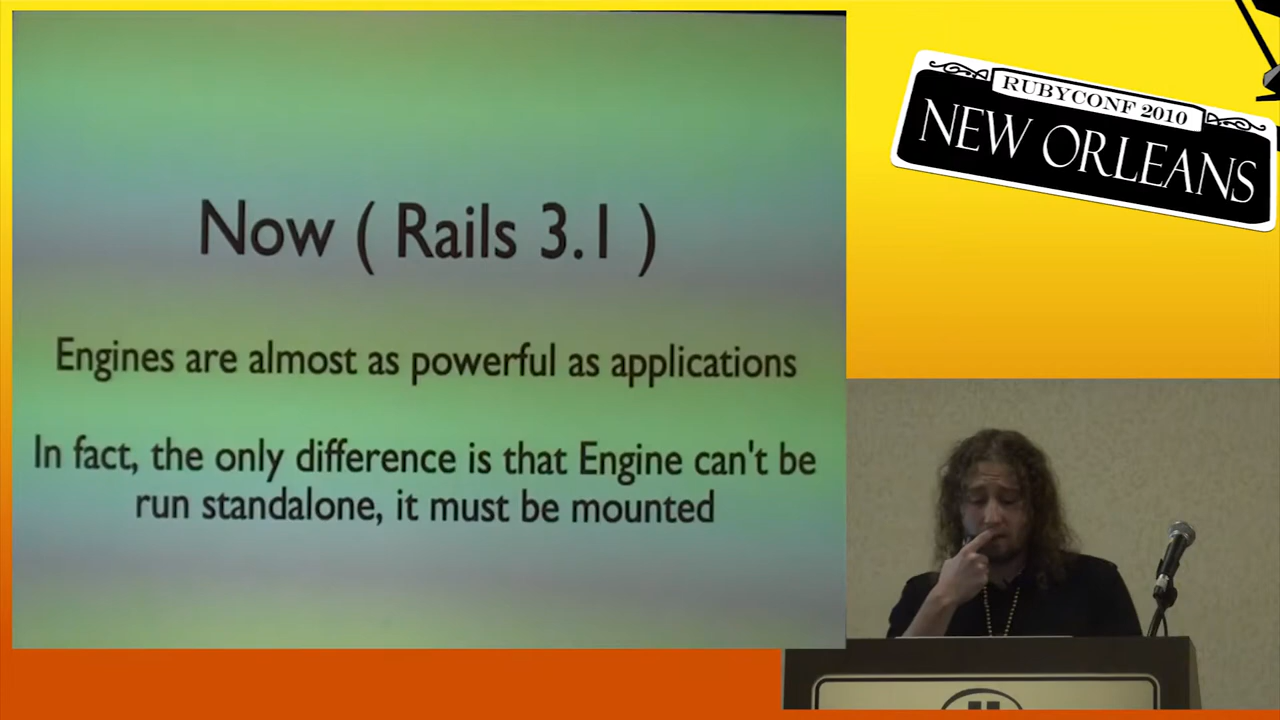 Now ( Rails 3.1 )
Engines are almost as powerful as applications
In fact, the only difference is that Engine can't be
run standalone, it must be mounted
RUBYCONF 2010
NEW ORLEANS